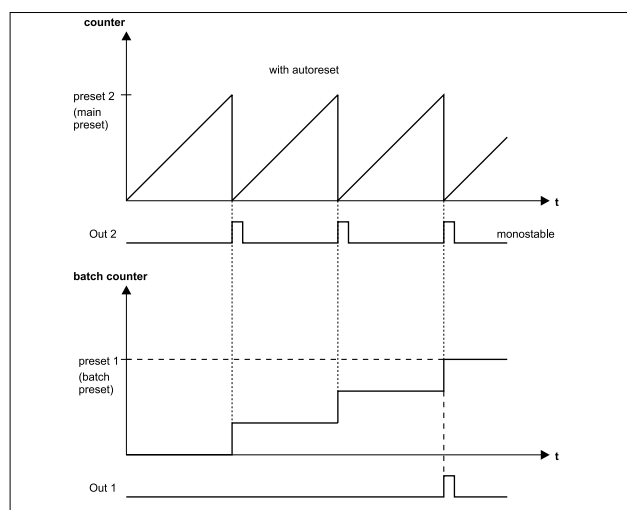 counter
with autoreset
preset 2
(main
preset)
t
Out 2
monostable
batch counter
preset 1
(batch
preset)
t
Out 1